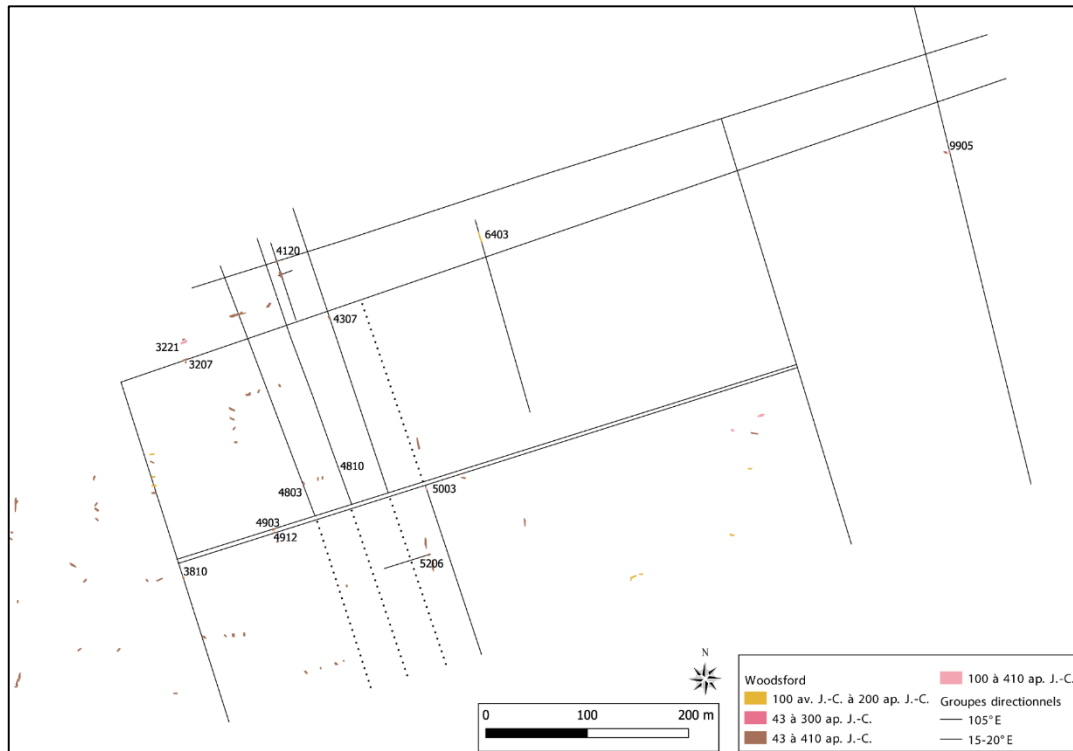 9905
6403
4120
4307
3221
3207
4810
4803
5003
4903
4912
5206
3810
N
0 100 200 m
Woodsford
100 av. J.-C. à 200 ap. J.-C.
43 à 300 ap. J.-C.
43 à 410 ap. J.-C.
100 à 410 ap. J.-C.
Groupes directionnels
105°E
15-20°E